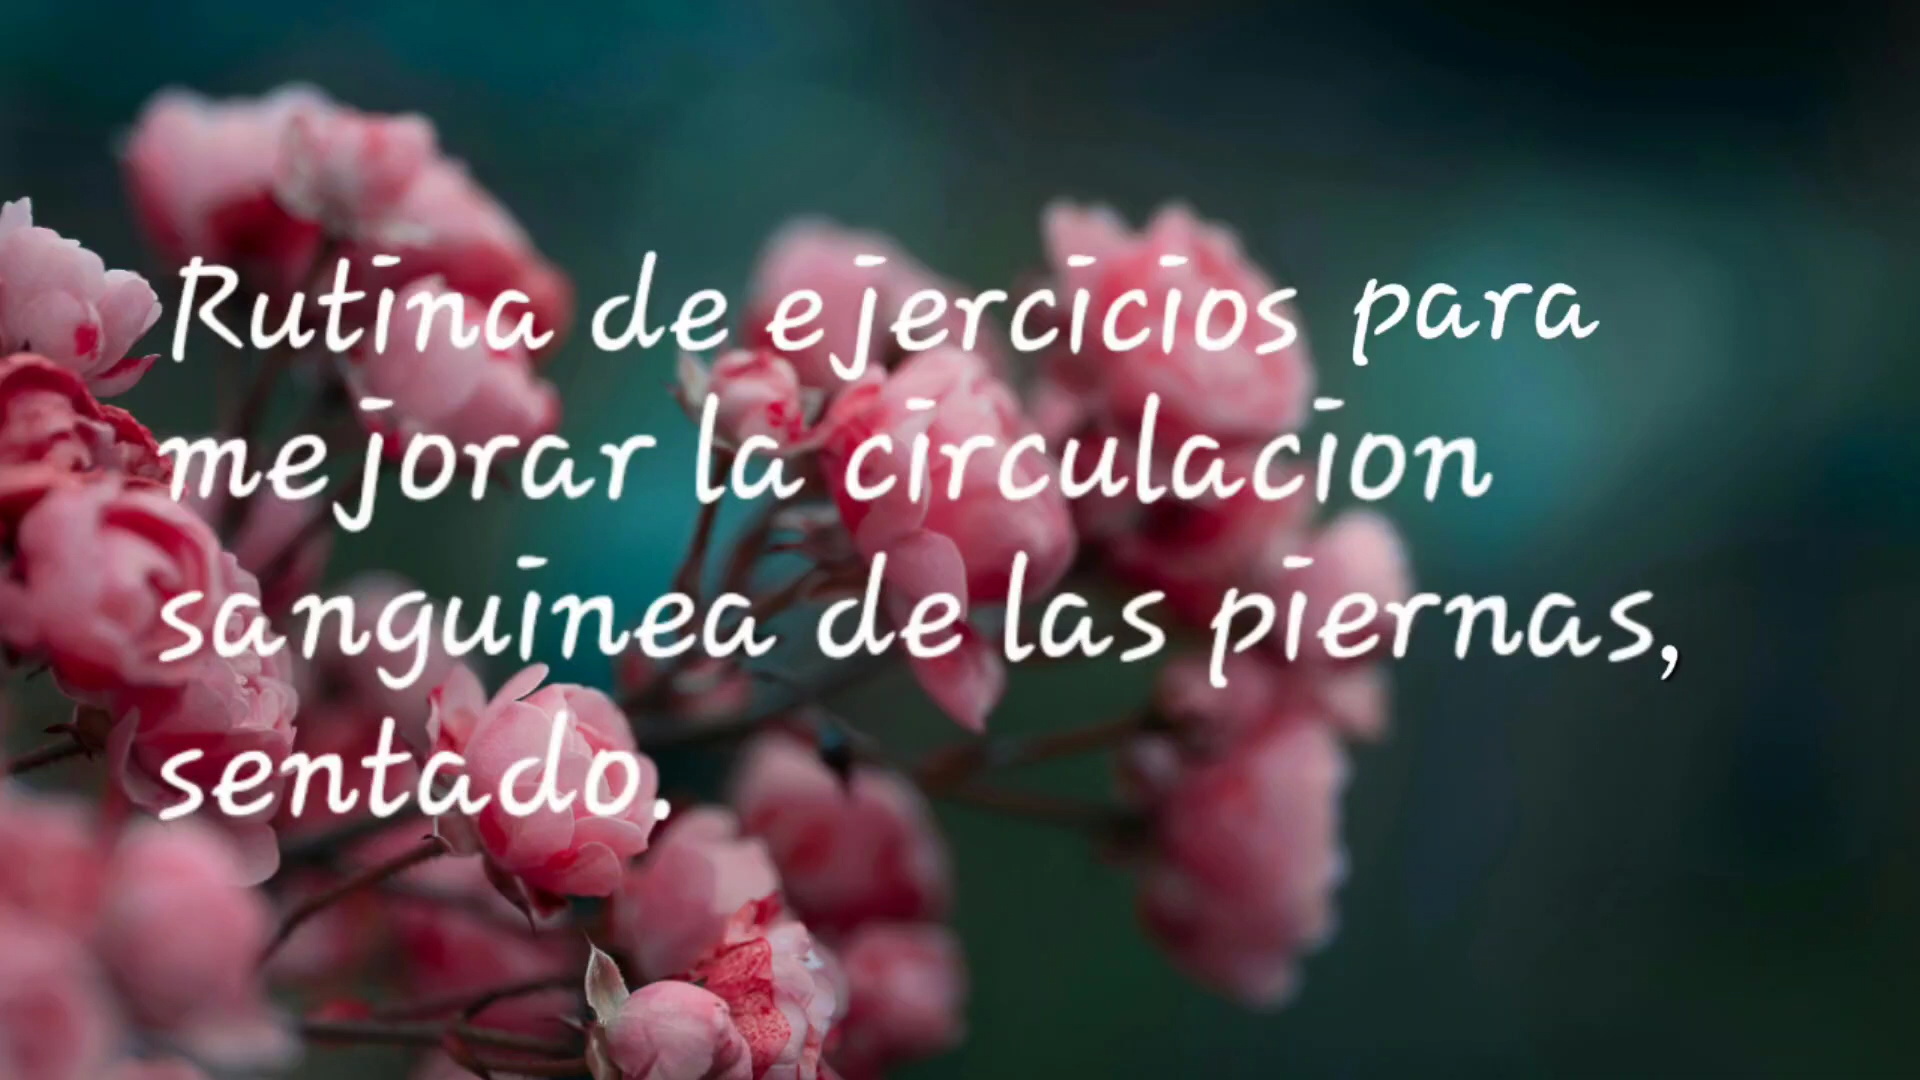 Rutina de ejercicios para
mejorar la circulacion
sanguinea de las piernas,
sentado.